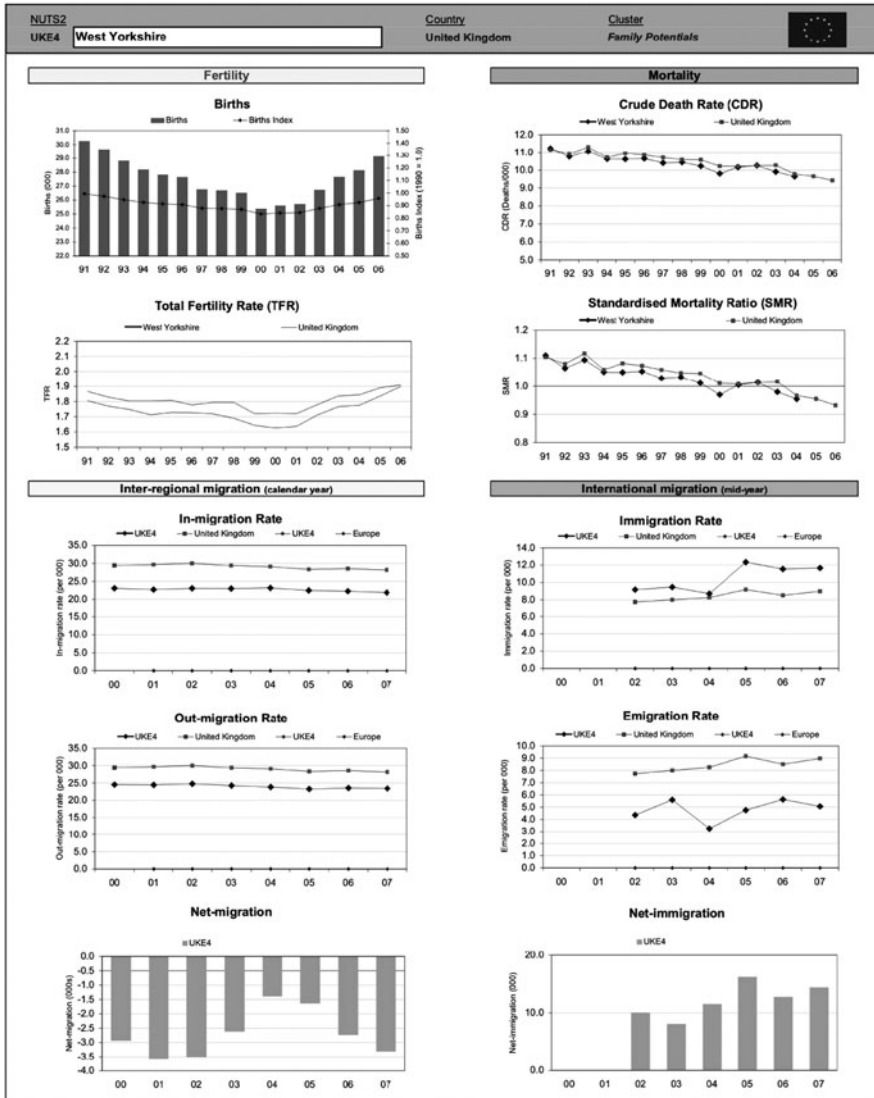 NUTS2 Country Cluster
UKE4 West Yorkshire United Kingdom Family Potentials
Fertility
Births
Births Births Index
31.0 1.50
30.0 1.40
29.0 1.30
1.20
28.0 1.10
27.0 1.00
26.0 0.90
25.0 0.80
24.0 0.70
23.0 0.60
22.0 0.50
Births (000)
Births Index (1990 = 1.0)
91 92 93 94 95 96 97 98 99 00 01 02 03 04 05 06
Total Fertility Rate (TFR)
West Yorkshire United Kingdom
2.2
2.1
2.0
1.9
1.8
1.7
1.6
1.5
TFR
91 92 93 94 95 96 97 98 99 00 01 02 03 04 05 06
Mortality
Crude Death Rate (CDR)
West Yorkshire United Kingdom
12.0
11.0
10.0
9.0
8.0
7.0
6.0
5.0
CDR (Deaths/000)
91 92 93 94 95 96 97 98 99 00 01 02 03 04 05 06
Standardised Mortality Ratio (SMR)
West Yorkshire United Kingdom
1.2
1.1
1.0
0.9
0.8
SMR
91 92 93 94 95 96 97 98 99 00 01 02 03 04 05 06
Inter-regional migration (calendar year)
In-migration Rate
UKE4 United Kingdom UKE4 Europe
35.0
30.0
25.0
20.0
15.0
10.0
5.0
0.0
In-migration rate (per 000)
00 01 02 03 04 05 06 07
Out-migration Rate
UKE4 United Kingdom UKE4 Europe
35.0
30.0
25.0
20.0
15.0
10.0
5.0
0.0
Out-migration rate (per 000)
00 01 02 03 04 05 06 07
Net-migration
UKE4
0.0
-0.5
-1.0
-1.5
-2.0
-2.5
-3.0
-3.5
-4.0
Net-migration (000s)
00 01 02 03 04 05 06 07
International migration (mid-year)
Immigration Rate
UKE4 United Kingdom UKE4 Europe
14.0
12.0
10.0
8.0
6.0
4.0
2.0
0.0
Immigration rate (per 000)
00 01 02 03 04 05 06 07
Emigration Rate
UKE4 United Kingdom UKE4 Europe
10.0
9.0
8.0
7.0
6.0
5.0
4.0
3.0
2.0
1.0
0.0
Emigration rate (per 000)
00 01 02 03 04 05 06 07
Net-immigration
UKE4
20.0
10.0
0.0
Net-immigration (000)
00 01 02 03 04 05 06 07